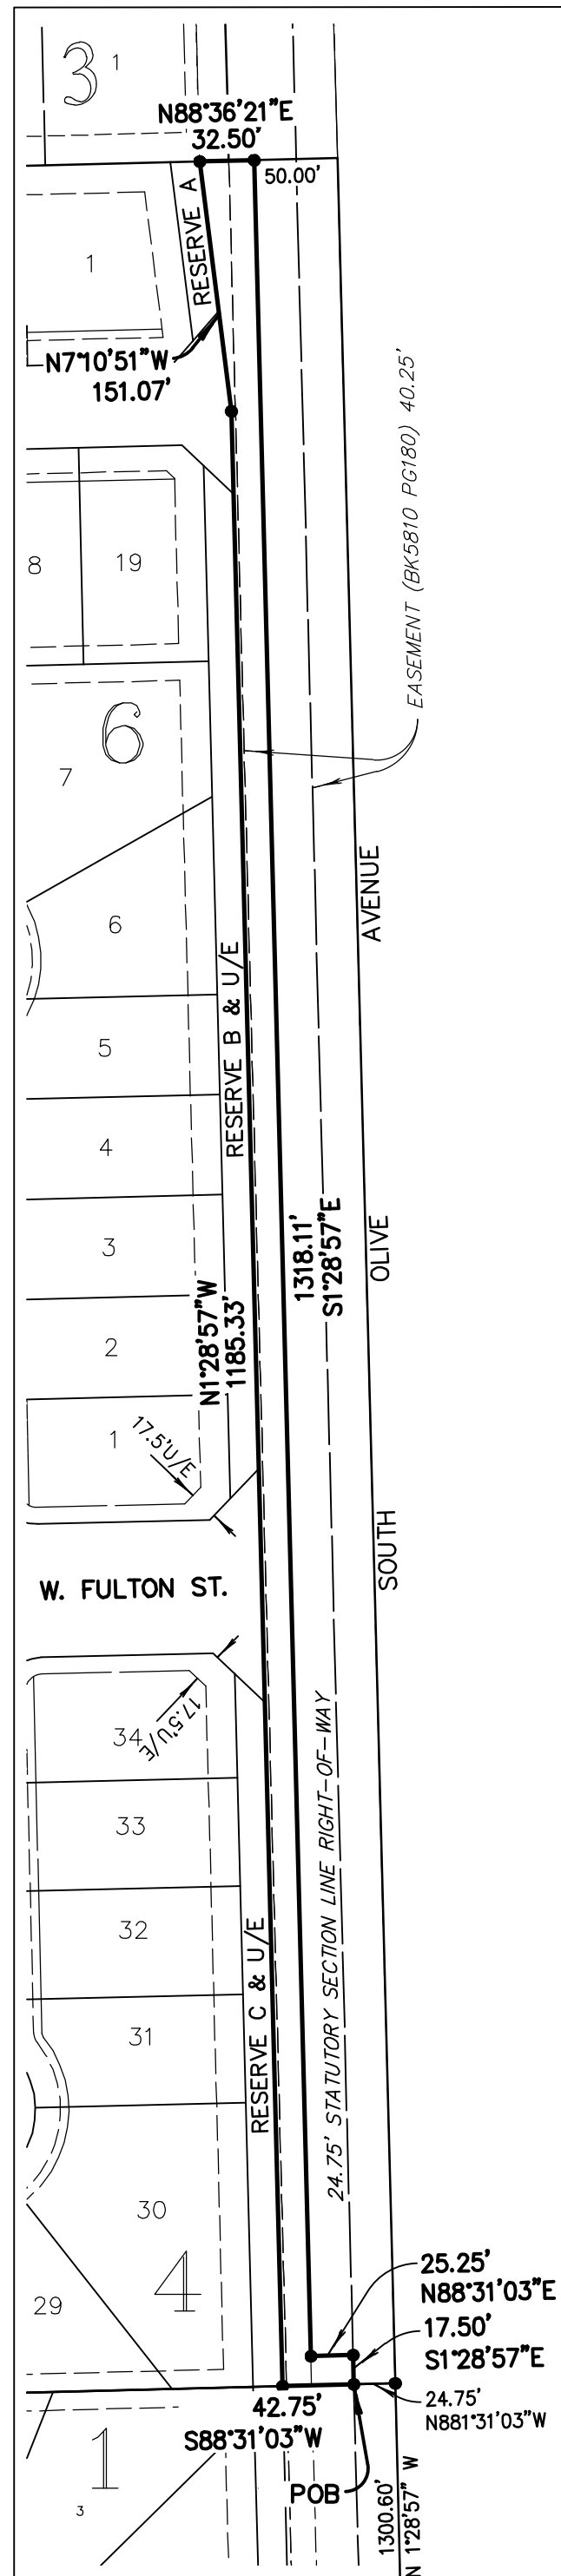 3
1
N88°36'21"E
32.50'
50.00'
RESERVE A
1
N7°10'51"W
151.07'
EASEMENT (BK5810 PG180) 40.25'
8
19
6
7
AVENUE
6
RESERVE B & U/E
5
4
3
1318.11'
S1°28'57"E
OLIVE
N1°28'57"W
1185.33'
2
1
17.5'U/E
SOUTH
W. FULTON ST.
17.5'U/E
34
24.75' STATUTORY SECTION LINE RIGHT-OF-WAY
33
32
RESERVE C & U/E
31
30
4
29
25.25'
N88°31'03"E
17.50'
S1°28'57"E
42.75'
S88°31'03"W
24.75'
N881°31'03"W
1
3
POB
1300.60'
N 1°28'57" W